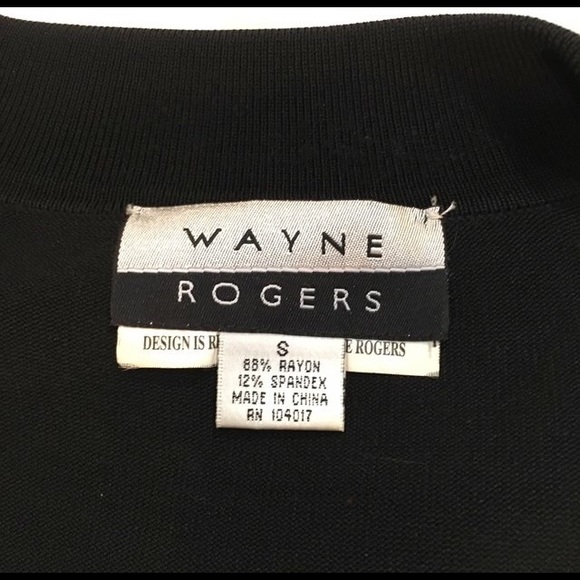 WAYNE
ROGERS
DESIGN IS E ROGERS
S
88% RAYON
12% SPANDEX
MADE IN CHINA
RN 104017